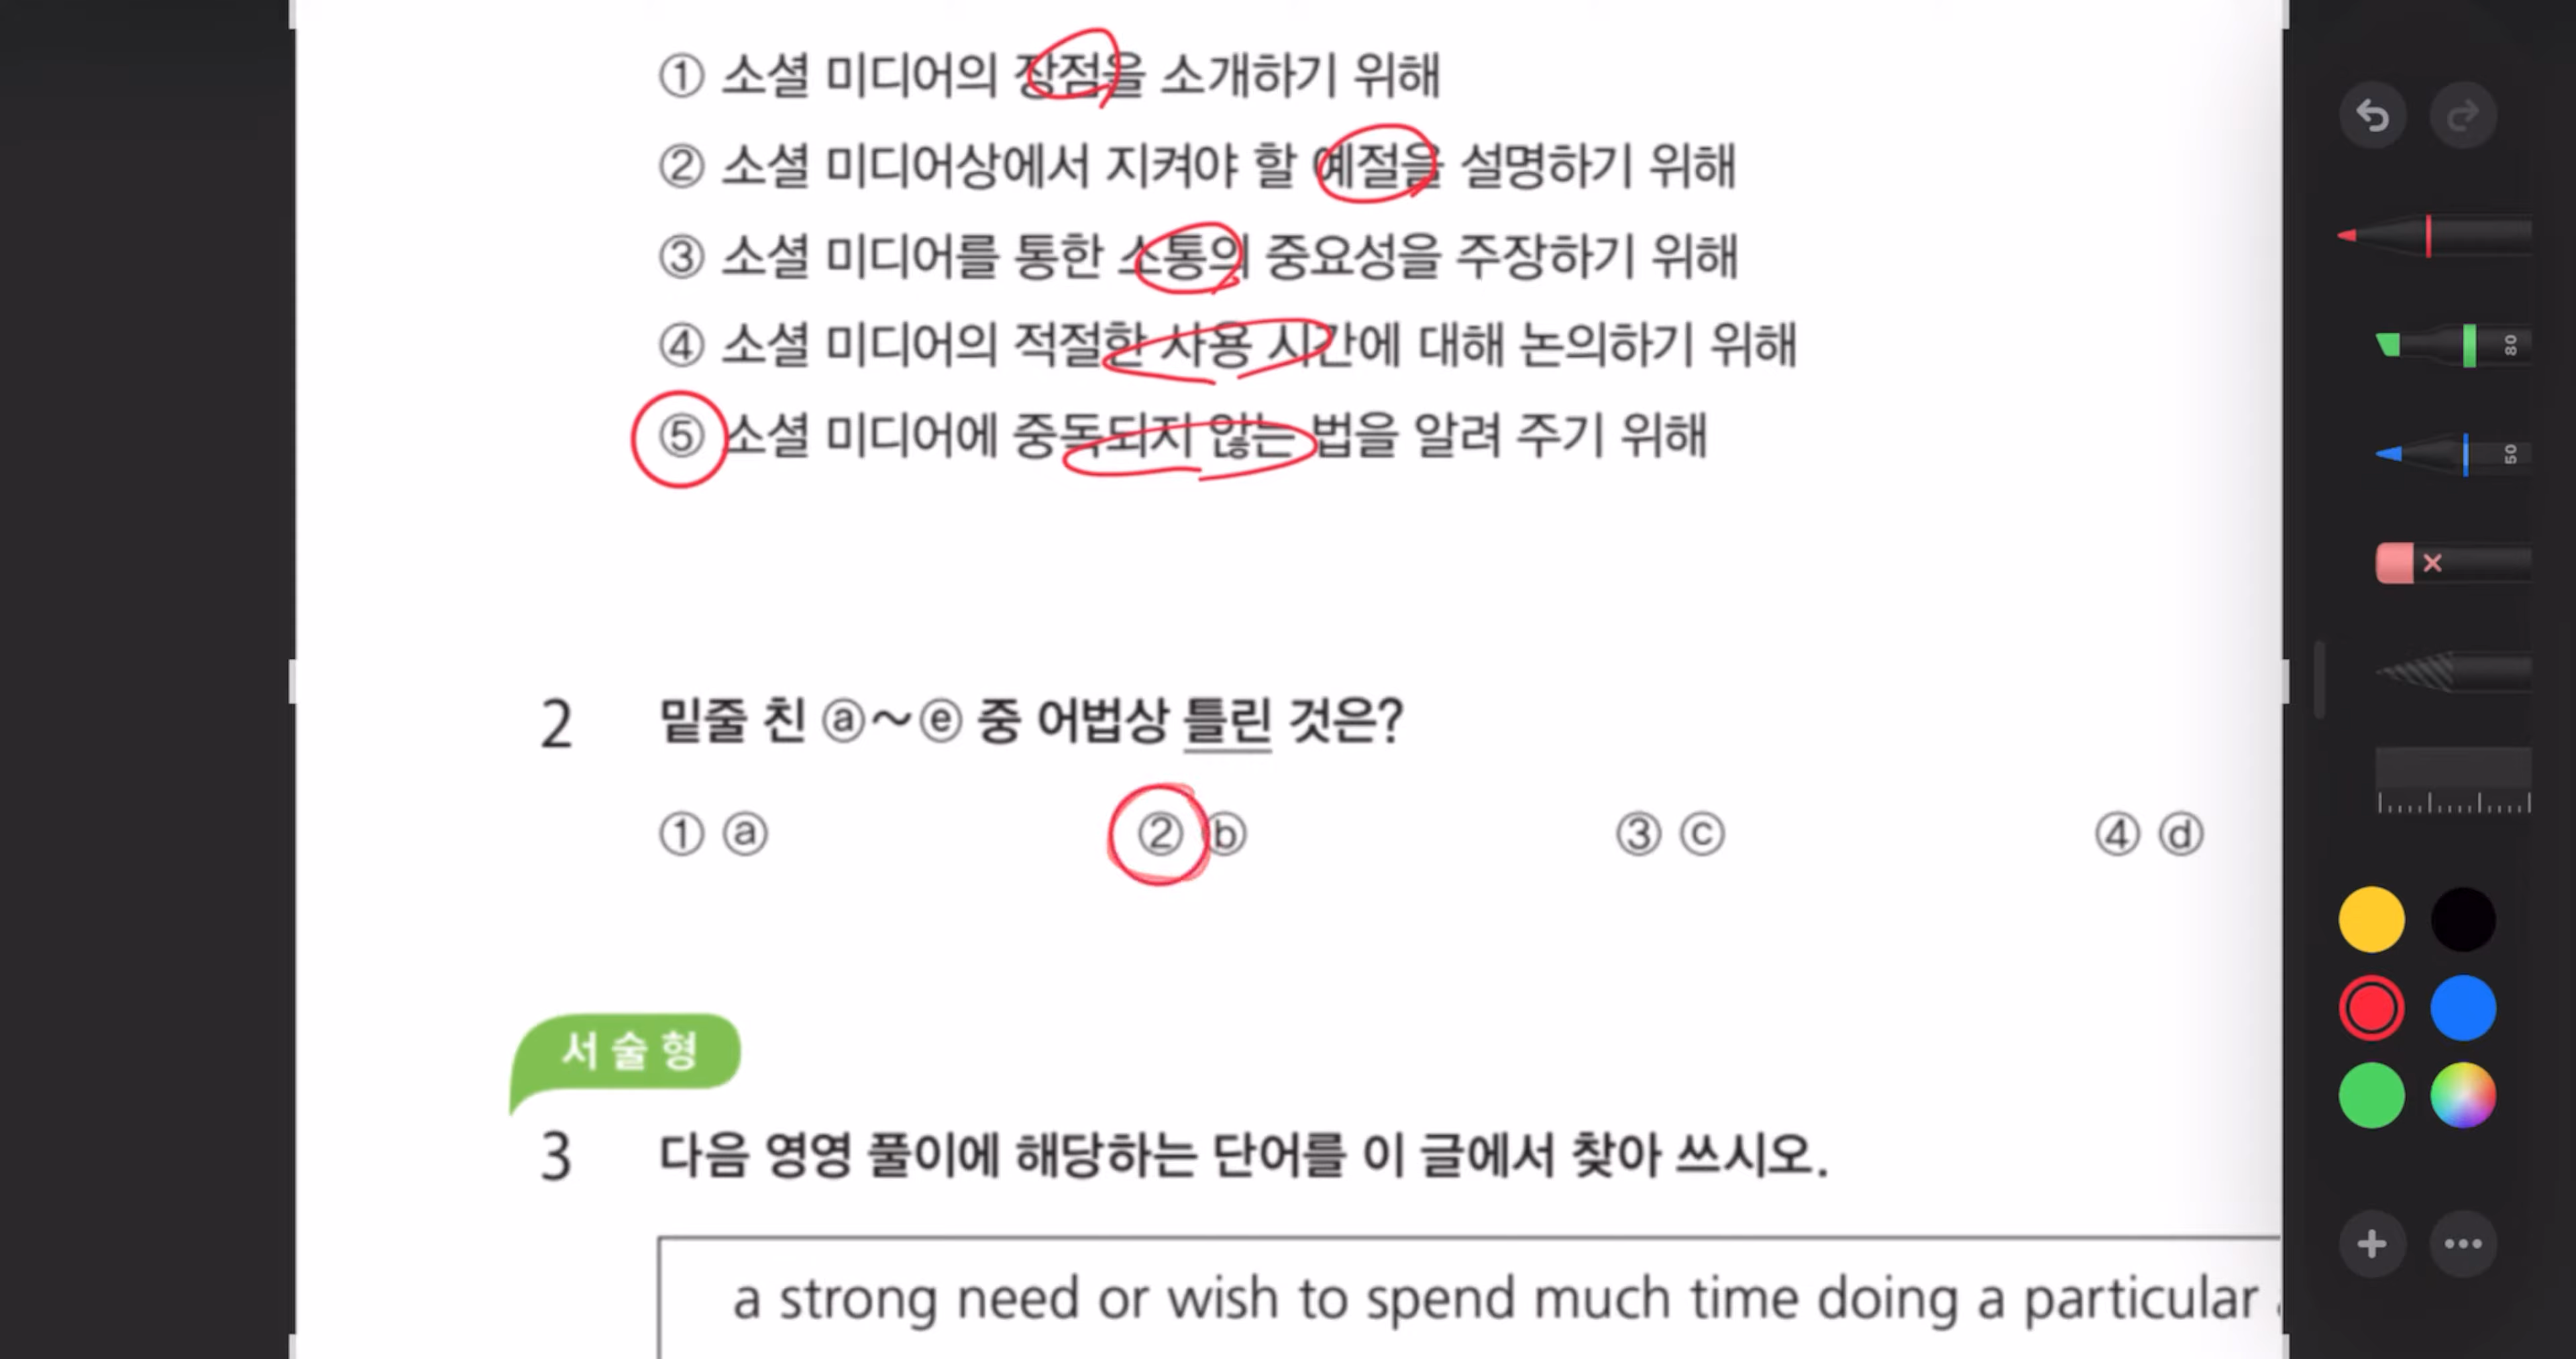 ① 소셜 미디어의 장점을 소개하기 위해
② 소셜 미디어상에서 지켜야 할 예절을 설명하기 위해
③ 소셜 미디어를 통한 소통의 중요성을 주장하기 위해
④ 소셜 미디어의 적절한 사용 시간에 대해 논의하기 위해
⑤ 소셜 미디어에 중독되지 않는 법을 알려 주기 위해
2 밑줄 친 ⓐ~ⓔ 중 어법상 틀린 것은?
① ⓐ ② ⓑ ③ ⓒ ④ ⓓ
서술형
3 다음 영영 풀이에 해당하는 단어를 이 글에서 찾아 쓰시오.
a strong need or wish to spend much time doing a particular
80
50